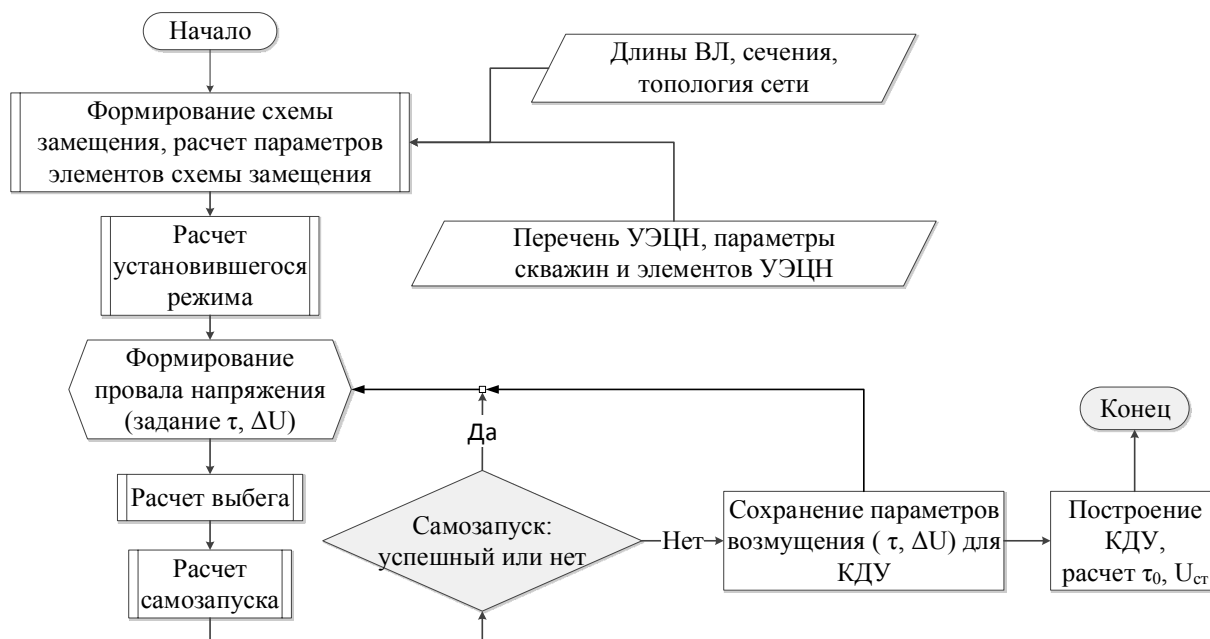 Начало
Длины ВЛ, сечения,
топология сети
Формирование схемы
замещения, расчет параметров
элементов схемы замещения
Перечень УЭЦН, параметры
скважин и элементов УЭЦН
Расчет
установившегося
режима
Формирование
провала напряжения
(задание τ, ΔU)
Да
Конец
Расчет выбега
Расчет
самозапуска
Самозапуск:
успешный или нет
Нет
Сохранение параметров
возмущения ( τ, ΔU) для
КДУ
Построение
КДУ,
расчет τ₀, Uст